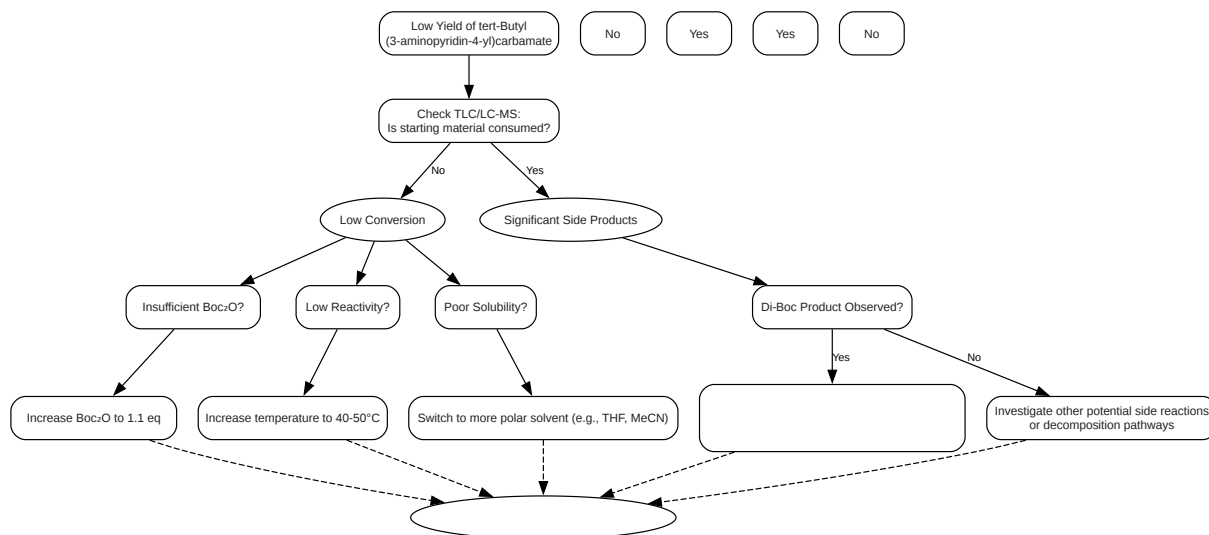 Low Yield of tert-Butyl
(3-aminopyridin-4-yl)carbamate
No
Yes
Yes
No
Check TLC/LC-MS:
Is starting material consumed?
No
Yes
Low Conversion
Significant Side Products
Insufficient Boc₂O?
Low Reactivity?
Poor Solubility?
Di-Boc Product Observed?
Yes
No
Increase Boc₂O to 1.1 eq
Increase temperature to 40-50°C
Switch to more polar solvent (e.g., THF, MeCN)
Investigate other potential side reactions
or decomposition pathways